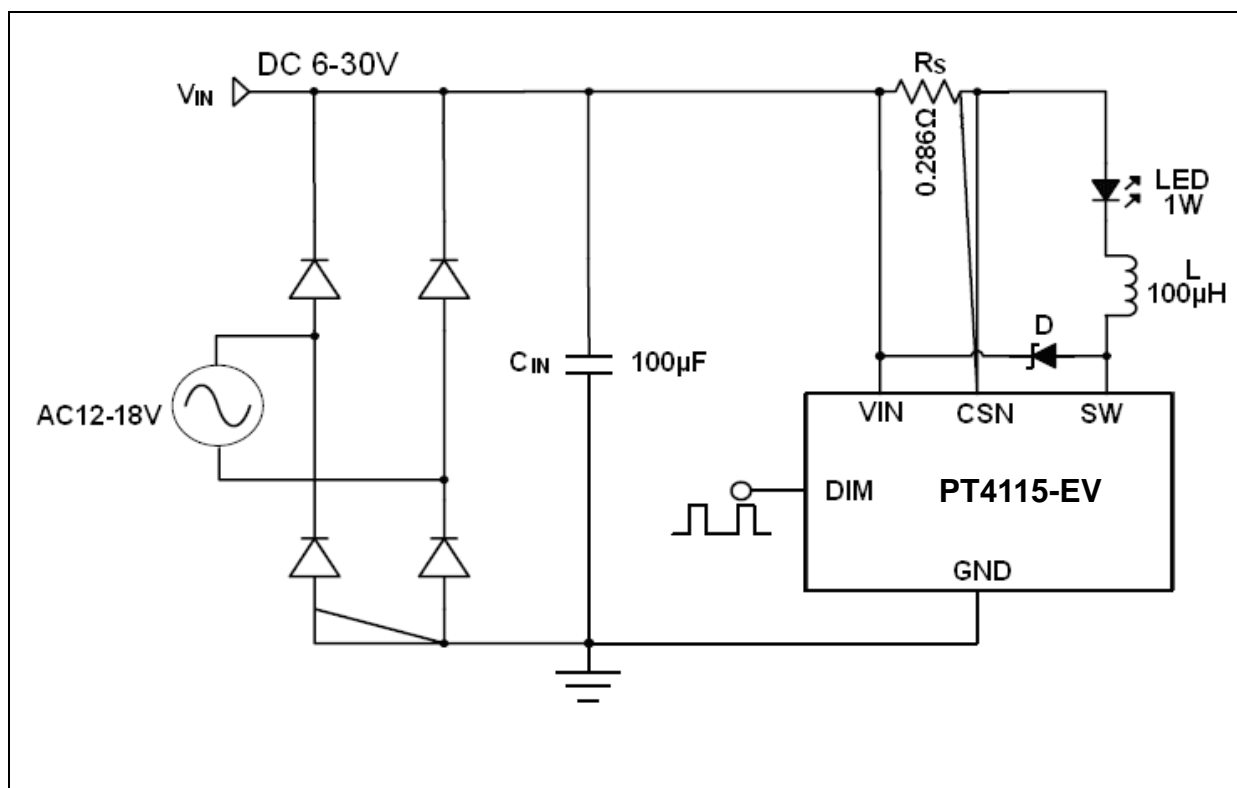 DC 6-30V
VIN
RS
0.286Ω
LED
1W
L
100µH
D
CIN
100µF
AC12-18V
VIN
CSN
SW
DIM
PT4115-EV
GND